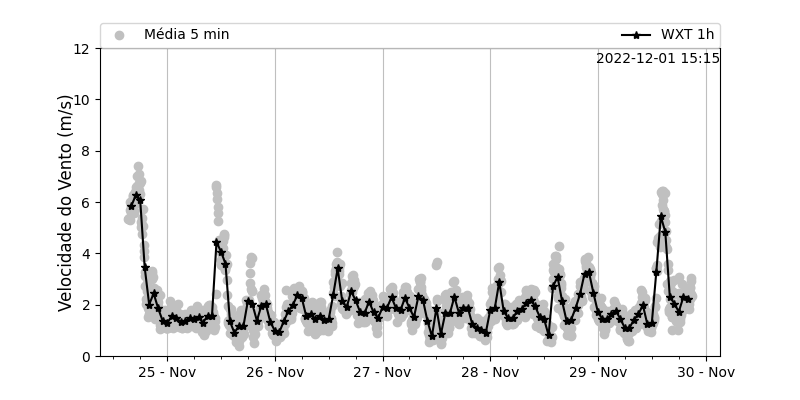 Média 5 min
WXT 1h
2022-12-01 15:15
Velocidade do Vento (m/s)
12
10
8
6
4
2
0
25 - Nov
26 - Nov
27 - Nov
28 - Nov
29 - Nov
30 - Nov